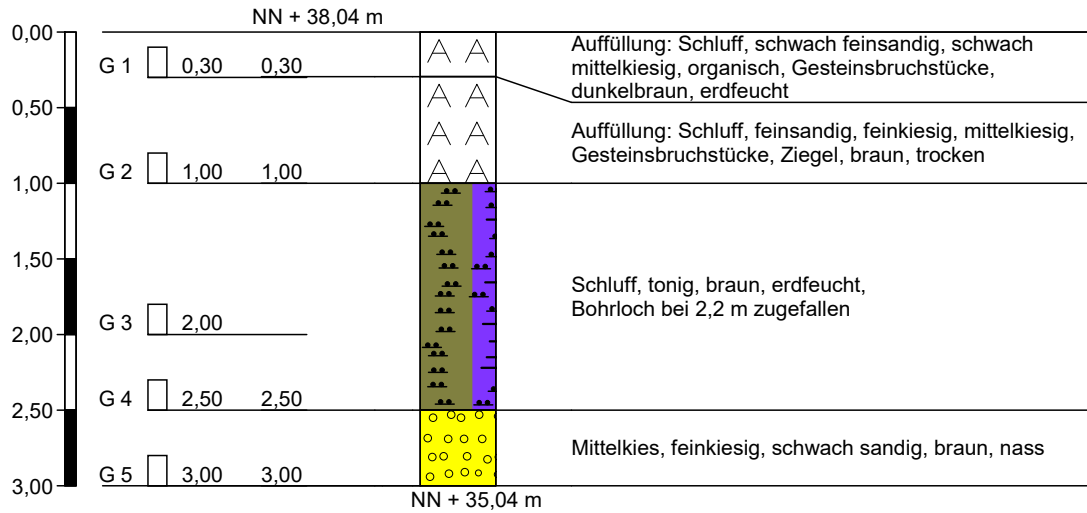 NN + 38,04 m
0,00
Auffüllung: Schluff, schwach feinsandig, schwach
mittelkiesig, organisch, Gesteinsbruchstücke,
dunkelbraun, erdfeucht
G 1 0,30 0,30
0,50
Auffüllung: Schluff, feinsandig, feinkiesig, mittelkiesig,
Gesteinsbruchstücke, Ziegel, braun, trocken
G 2 1,00 1,00
1,00
1,50
Schluff, tonig, braun, erdfeucht,
Bohrloch bei 2,2 m zugefallen
G 3 2,00
2,00
G 4 2,50 2,50
2,50
Mittelkies, feinkiesig, schwach sandig, braun, nass
G 5 3,00 3,00
3,00
NN + 35,04 m